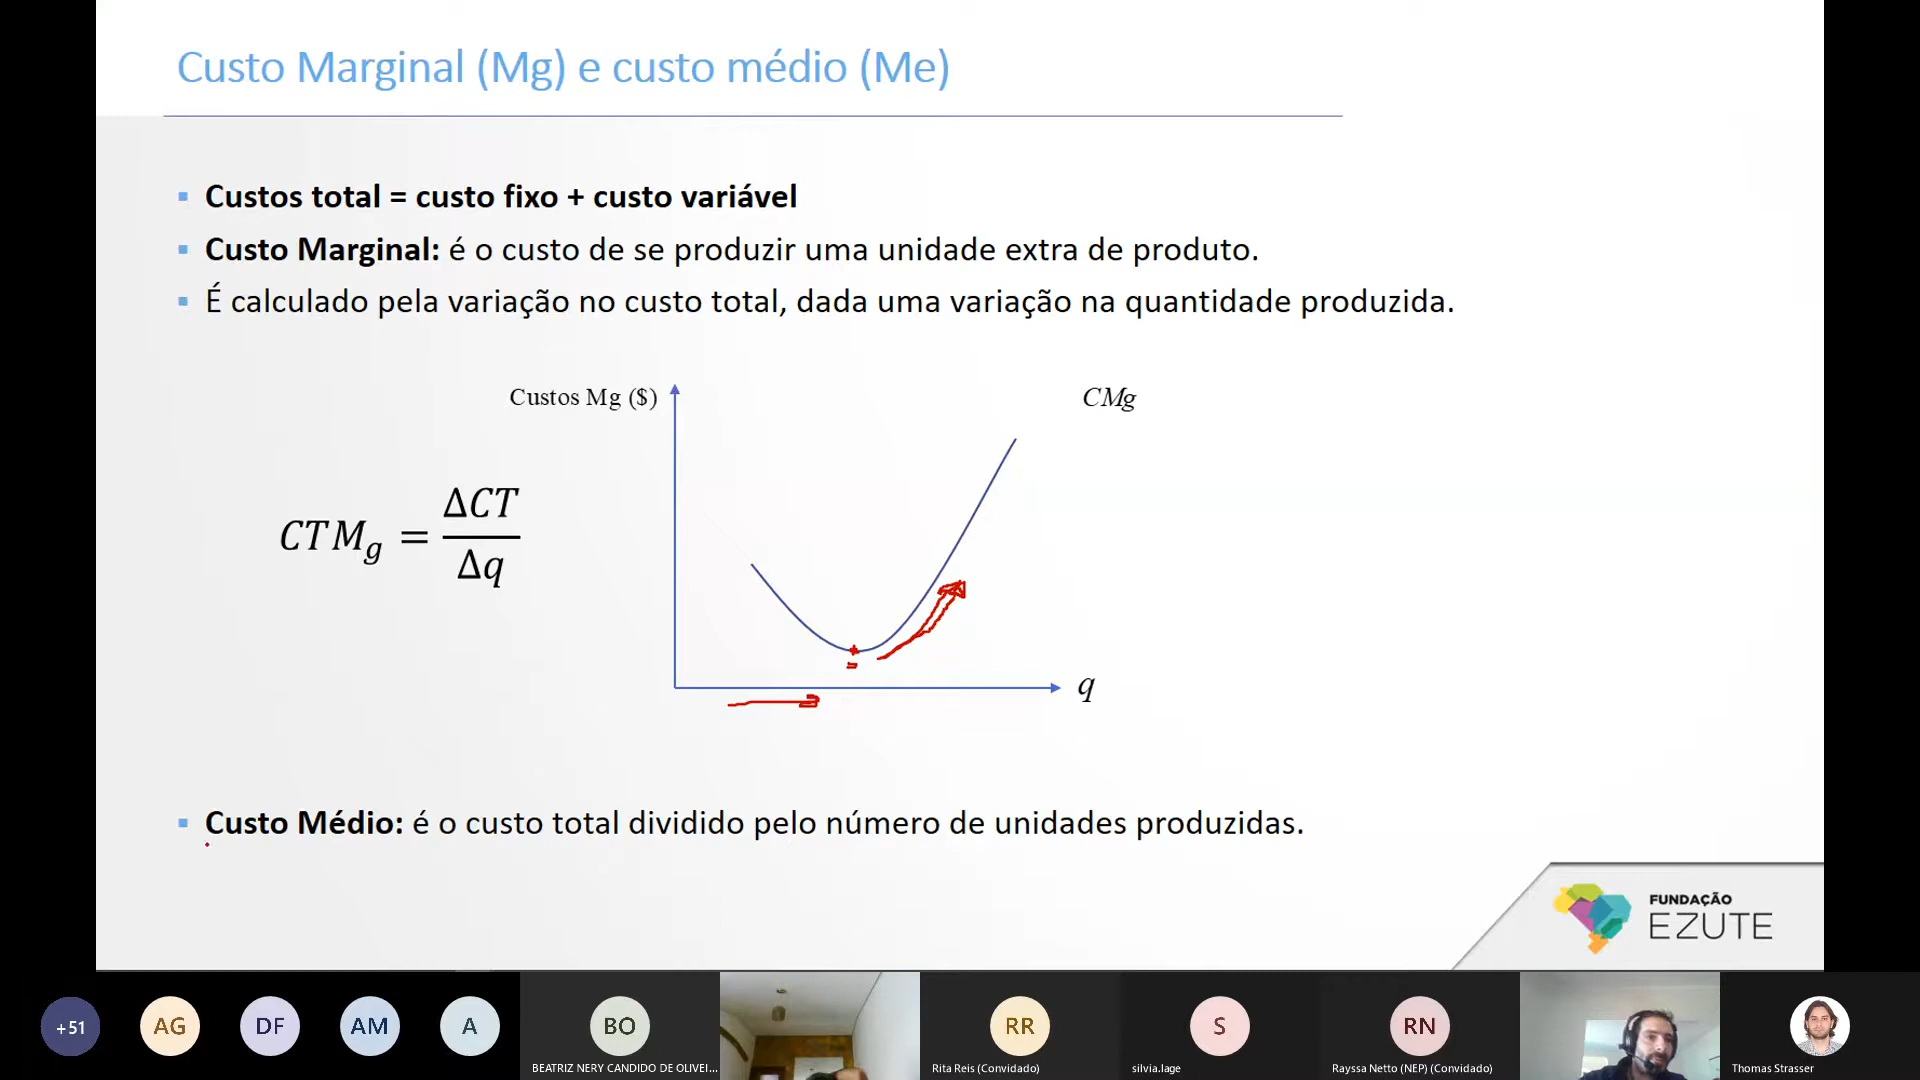 Custo Marginal (Mg) e custo médio (Me)
Custos total = custo fixo + custo variável
Custo Marginal: é o custo de se produzir uma unidade extra de produto.
É calculado pela variação no custo total, dada uma variação na quantidade produzida.
Custos Mg ($)
CMg
CTMg = ΔCT / Δq
q
Custo Médio: é o custo total dividido pelo número de unidades produzidas.
FUNDAÇÃO
EZUTE
+51
AG
DF
AM
A
BO
BEATRIZ NERY CANDIDO DE OLIVEI...
RR
Rita Reis (Convidado)
S
silvia.lage
RN
Rayssa Netto (NEP) (Convidado)
Thomas Strasser